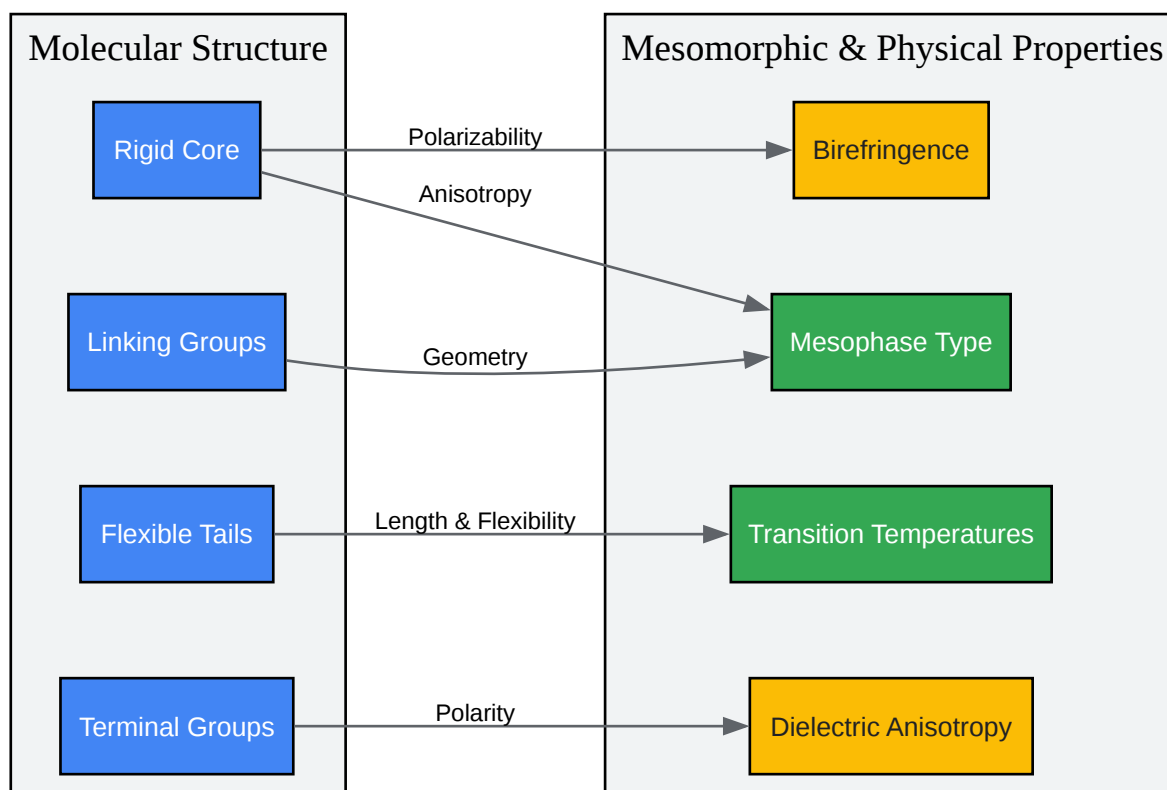 Molecular Structure
Mesomorphic & Physical Properties
Rigid Core
Polarizability
Birefringence
Anisotropy
Linking Groups
Geometry
Mesophase Type
Flexible Tails
Length & Flexibility
Transition Temperatures
Terminal Groups
Polarity
Dielectric Anisotropy